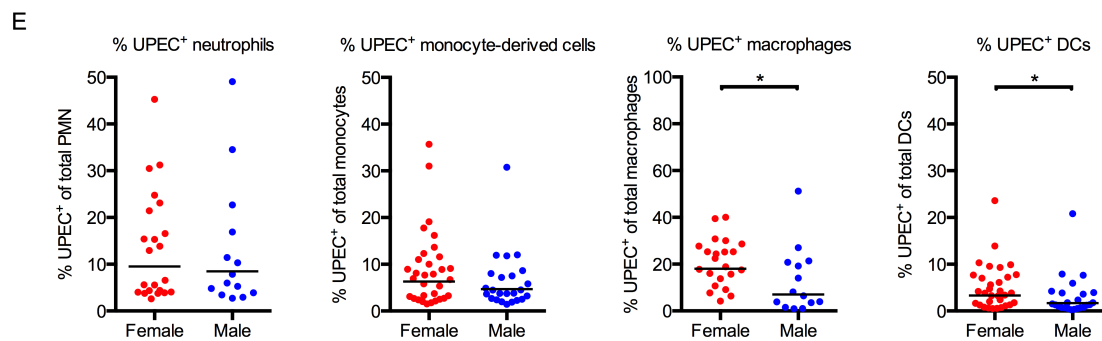 E
% UPEC⁺ neutrophils
% UPEC⁺ of total PMN
50
40
30
20
10
0
Female
Male
% UPEC⁺ monocyte-derived cells
% UPEC⁺ of total monocytes
50
40
30
20
10
0
Female
Male
% UPEC⁺ macrophages
% UPEC⁺ of total macrophages
100
80
60
40
20
0
*
Female
Male
% UPEC⁺ DCs
% UPEC⁺ of total DCs
50
40
30
20
10
0
*
Female
Male